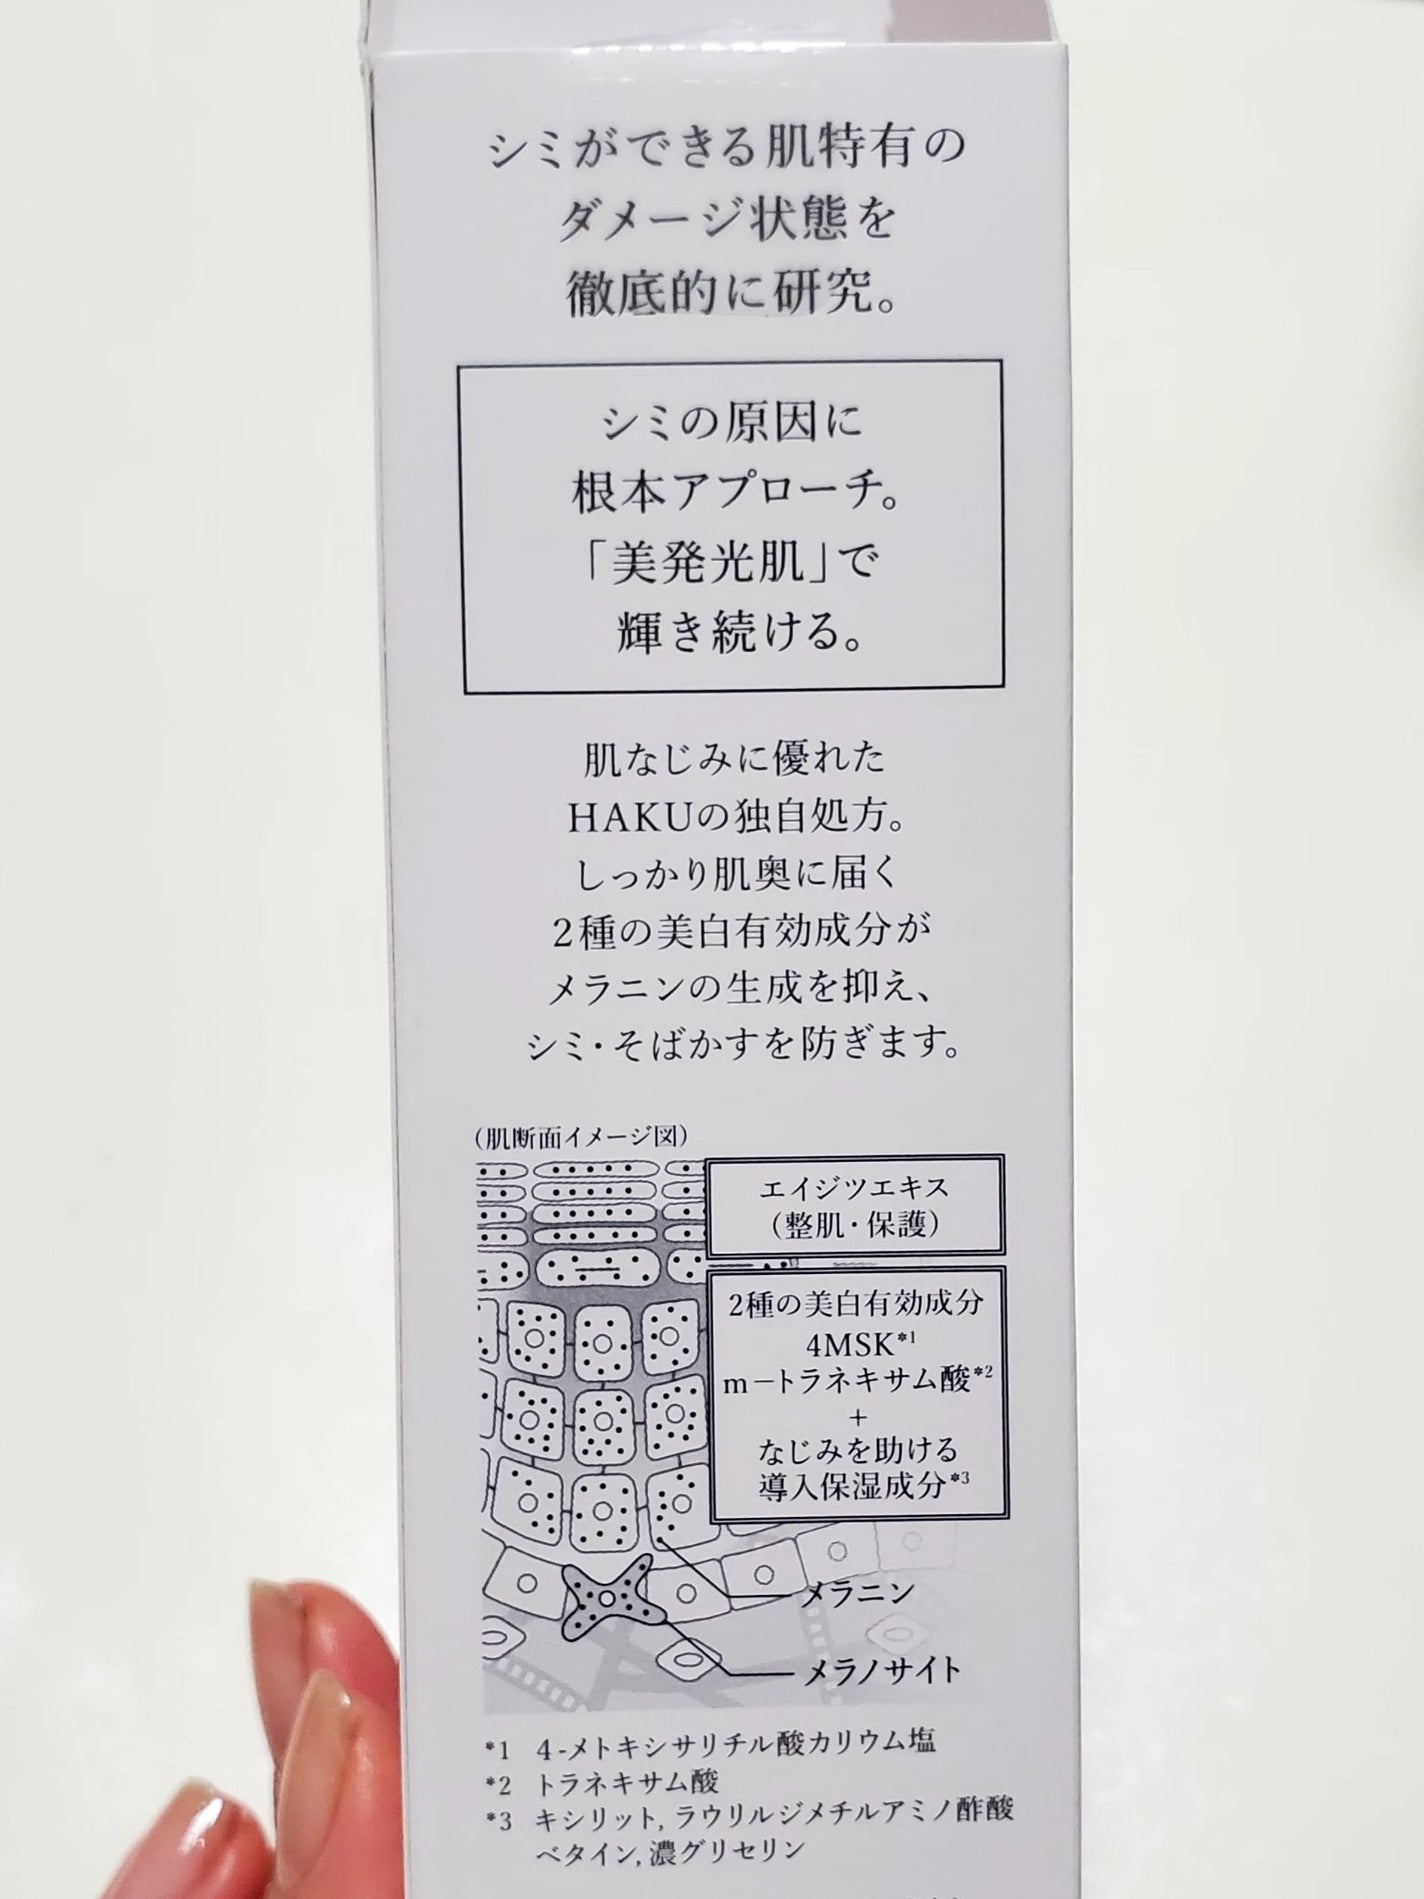 シミができる肌特有の
ダメージ状態を
徹底的に研究。
シミの原因に
根本アプローチ。
「美発光肌」で
輝き続ける。
肌なじみに優れた
HAKUの独自処方。
しっかり肌奥に届く
2種の美白有効成分が
メラニンの生成を抑え、
シミ・そばかすを防ぎます。
(肌断面イメージ図)
エイジツエキス
(整肌・保護)
2種の美白有効成分
4MSK*1
m-トラネキサム酸*2
+
なじみを助ける
導入保湿成分*3
メラニン
メラノサイト
*1 4-メトキシサリチル酸カリウム塩
*2 トラネキサム酸
*3 キシリット, ラウリルジメチルアミノ酢酸
ベタイン, 濃グリセリン